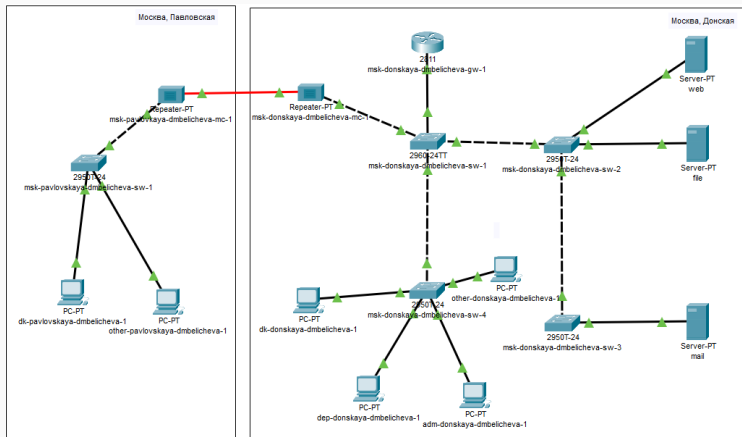 Москва, Павловская
Москва, Донская
2811
msk-donskaya-dmbelicheva-gw-1
Server-PT
web
Repeater-PT
msk-pavlovkaya-dmbelicheva-mc-1
Repeater-PT
msk-donskaya-dmbelicheva-mc-1
2960-24TT
msk-donskaya-dmbelicheva-sw-1
2950T-24
msk-donskaya-dmbelicheva-sw-2
Server-PT
file
2950T-24
msk-pavlovskaya-dmbelicheva-sw-1
PC-PT
dk-pavlovskaya-dmbelicheva-1
PC-PT
other-pavlovskaya-dmbelicheva-1
PC-PT
other-donskaya-dmbelicheva-1
2950T-24
msk-donskaya-dmbelicheva-sw-4
PC-PT
dk-donskaya-dmbelicheva-1
2950T-24
msk-donskaya-dmbelicheva-sw-3
Server-PT
mail
PC-PT
dep-donskaya-dmbelicheva-1
PC-PT
adm-donskaya-dmbelicheva-1